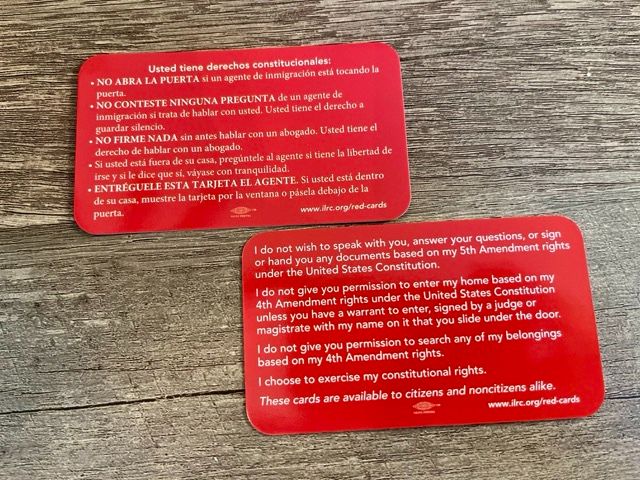 Usted tiene derechos constitucionales:
• NO ABRA LA PUERTA si un agente de inmigración está tocando la
puerta.
• NO CONTESTE NINGUNA PREGUNTA de un agente de
inmigración si trata de hablar con usted. Usted tiene el derecho a
guardar silencio.
• NO FIRME NADA sin antes hablar con un abogado. Usted tiene el
derecho de hablar con un abogado.
• Si usted está fuera de su casa, pregúntele al agente si tiene la libertad de
irse y si le dice que sí, váyase con tranquilidad.
• ENTRÉGUELE ESTA TARJETA EL AGENTE. Si usted está dentro
de su casa, muestre la tarjeta por la ventana o pásela debajo de la
puerta.
www.ilrc.org/red-cards
I do not wish to speak with you, answer your questions, or sign
or hand you any documents based on my 5th Amendment rights
under the United States Constitution.
I do not give you permission to enter my home based on my
4th Amendment rights under the United States Constitution
unless you have a warrant to enter, signed by a judge or
magistrate with my name on it that you slide under the door.
I do not give you permission to search any of my belongings
based on my 4th Amendment rights.
I choose to exercise my constitutional rights.
These cards are available to citizens and noncitizens alike.
www.ilrc.org/red-cards